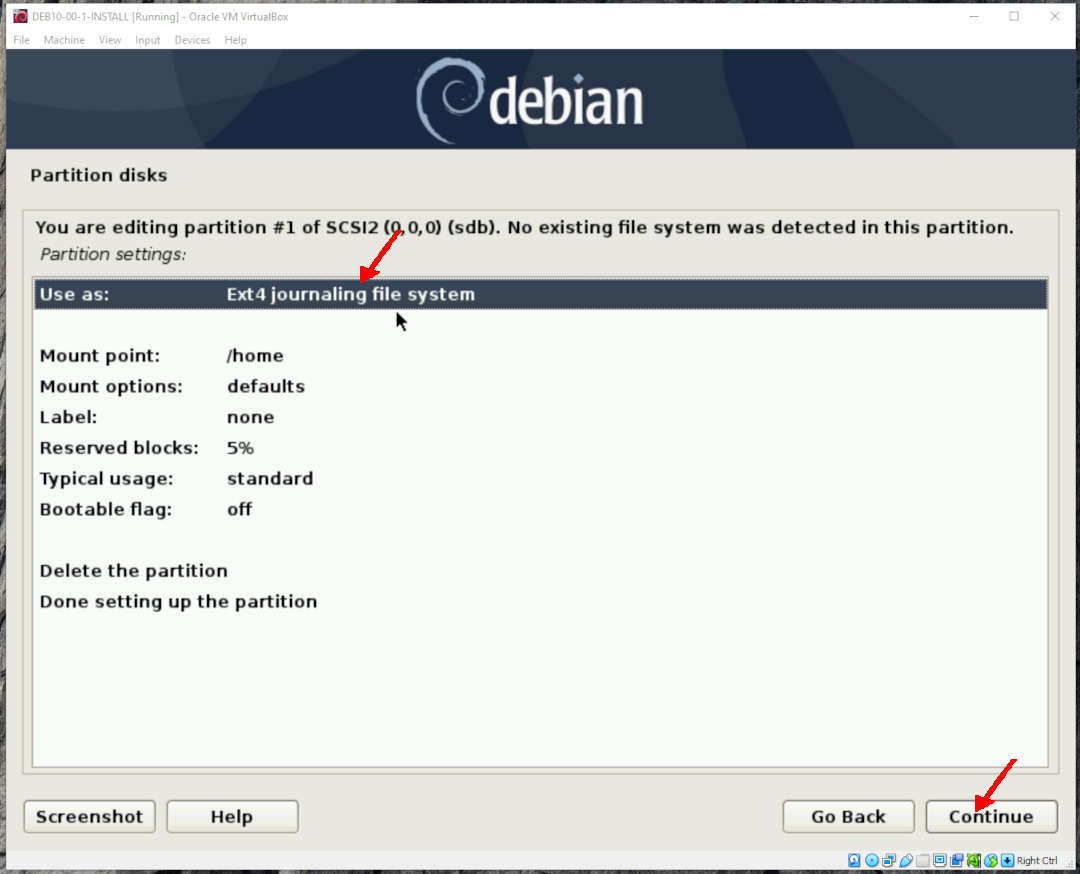 DEB10-00-1-INSTALL [Running] - Oracle VM VirtualBox
File Machine View Input Devices Help
debian
Partition disks
You are editing partition #1 of SCSI2 (0,0,0) (sdb). No existing file system was detected in this partition.
Partition settings:
Use as: Ext4 journaling file system
Mount point: /home
Mount options: defaults
Label: none
Reserved blocks: 5%
Typical usage: standard
Bootable flag: off
Delete the partition
Done setting up the partition
Screenshot Help Go Back Continue
Right Ctrl